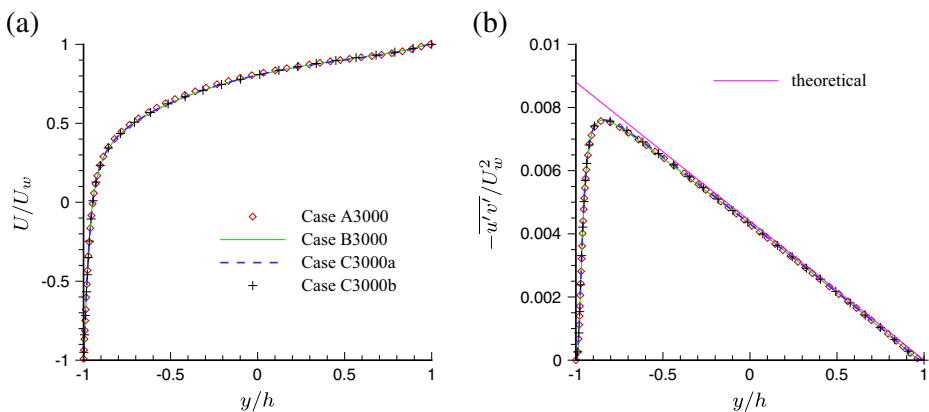 (a)
1
0.5
0
-0.5
-1
-1
-0.5
0
0.5
1
U/U_w
y/h
Case A3000
Case B3000
Case C3000a
Case C3000b
(b)
0.01
0.008
0.006
0.004
0.002
0
-1
-0.5
0
0.5
1
−u′v′/U_w^2
y/h
theoretical